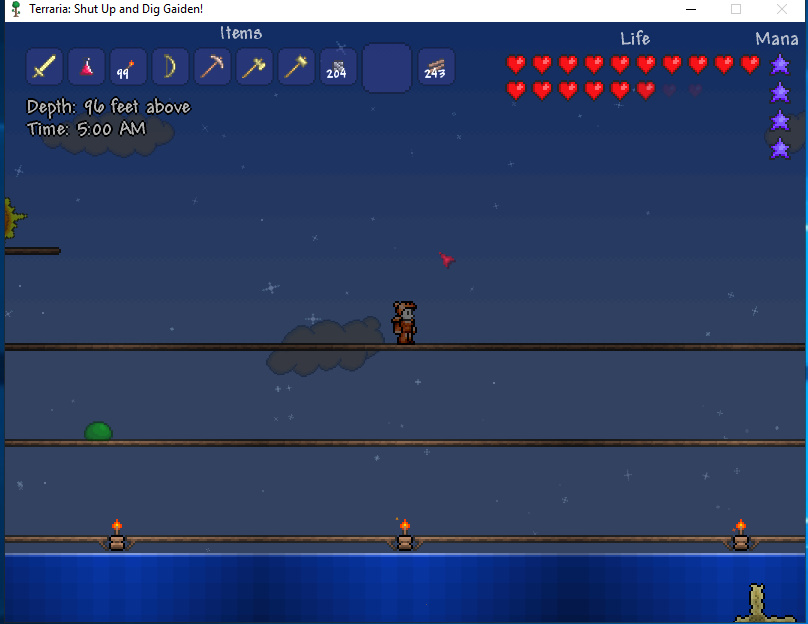 Terraria: Shut Up and Dig Gaiden!
Items
Life
Mana
99
204
243
Depth: 96 feet above
Time: 5:00 AM